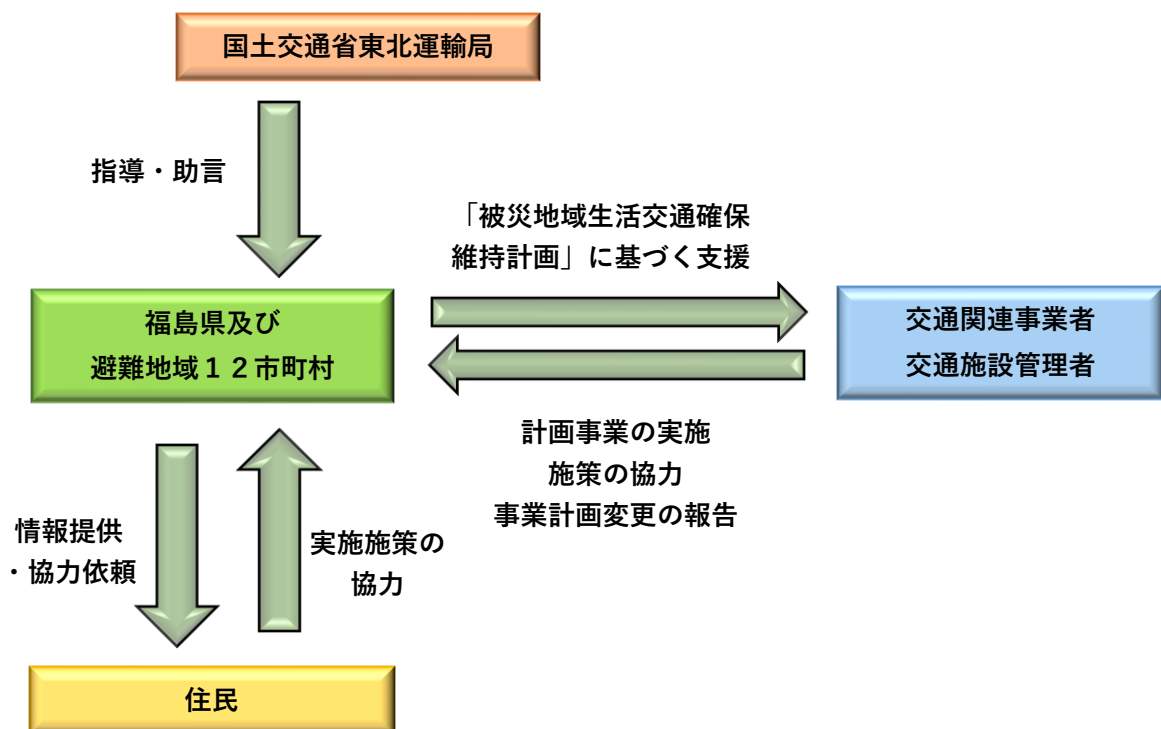 国土交通省東北運輸局
指導・助言
「被災地域生活交通確保
維持計画」に基づく支援
福島県及び
避難地域１２市町村
交通関連事業者
交通施設管理者
計画事業の実施
施策の協力
事業計画変更の報告
情報提供
・協力依頼
実施施策の
協力
住民